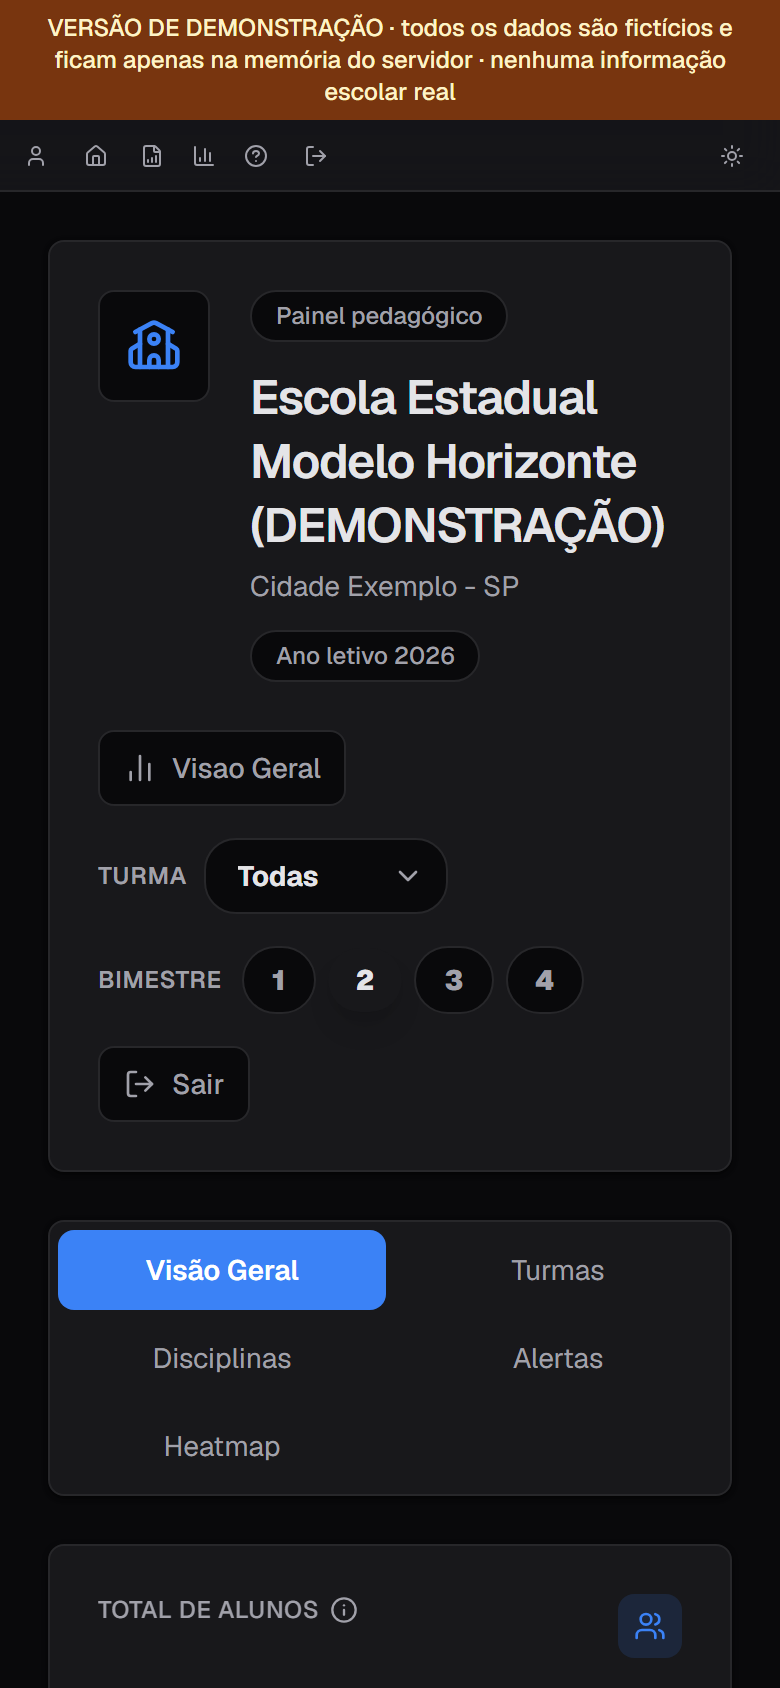 VERSÃO DE DEMONSTRAÇÃO · todos os dados são fictícios e
ficam apenas na memória do servidor · nenhuma informação
escolar real
Painel pedagógico
Escola Estadual
Modelo Horizonte
(DEMONSTRAÇÃO)
Cidade Exemplo - SP
Ano letivo 2026
Visao Geral
TURMA Todas
BIMESTRE 1 2 3 4
Sair
Visão Geral Turmas
Disciplinas Alertas
Heatmap
TOTAL DE ALUNOS